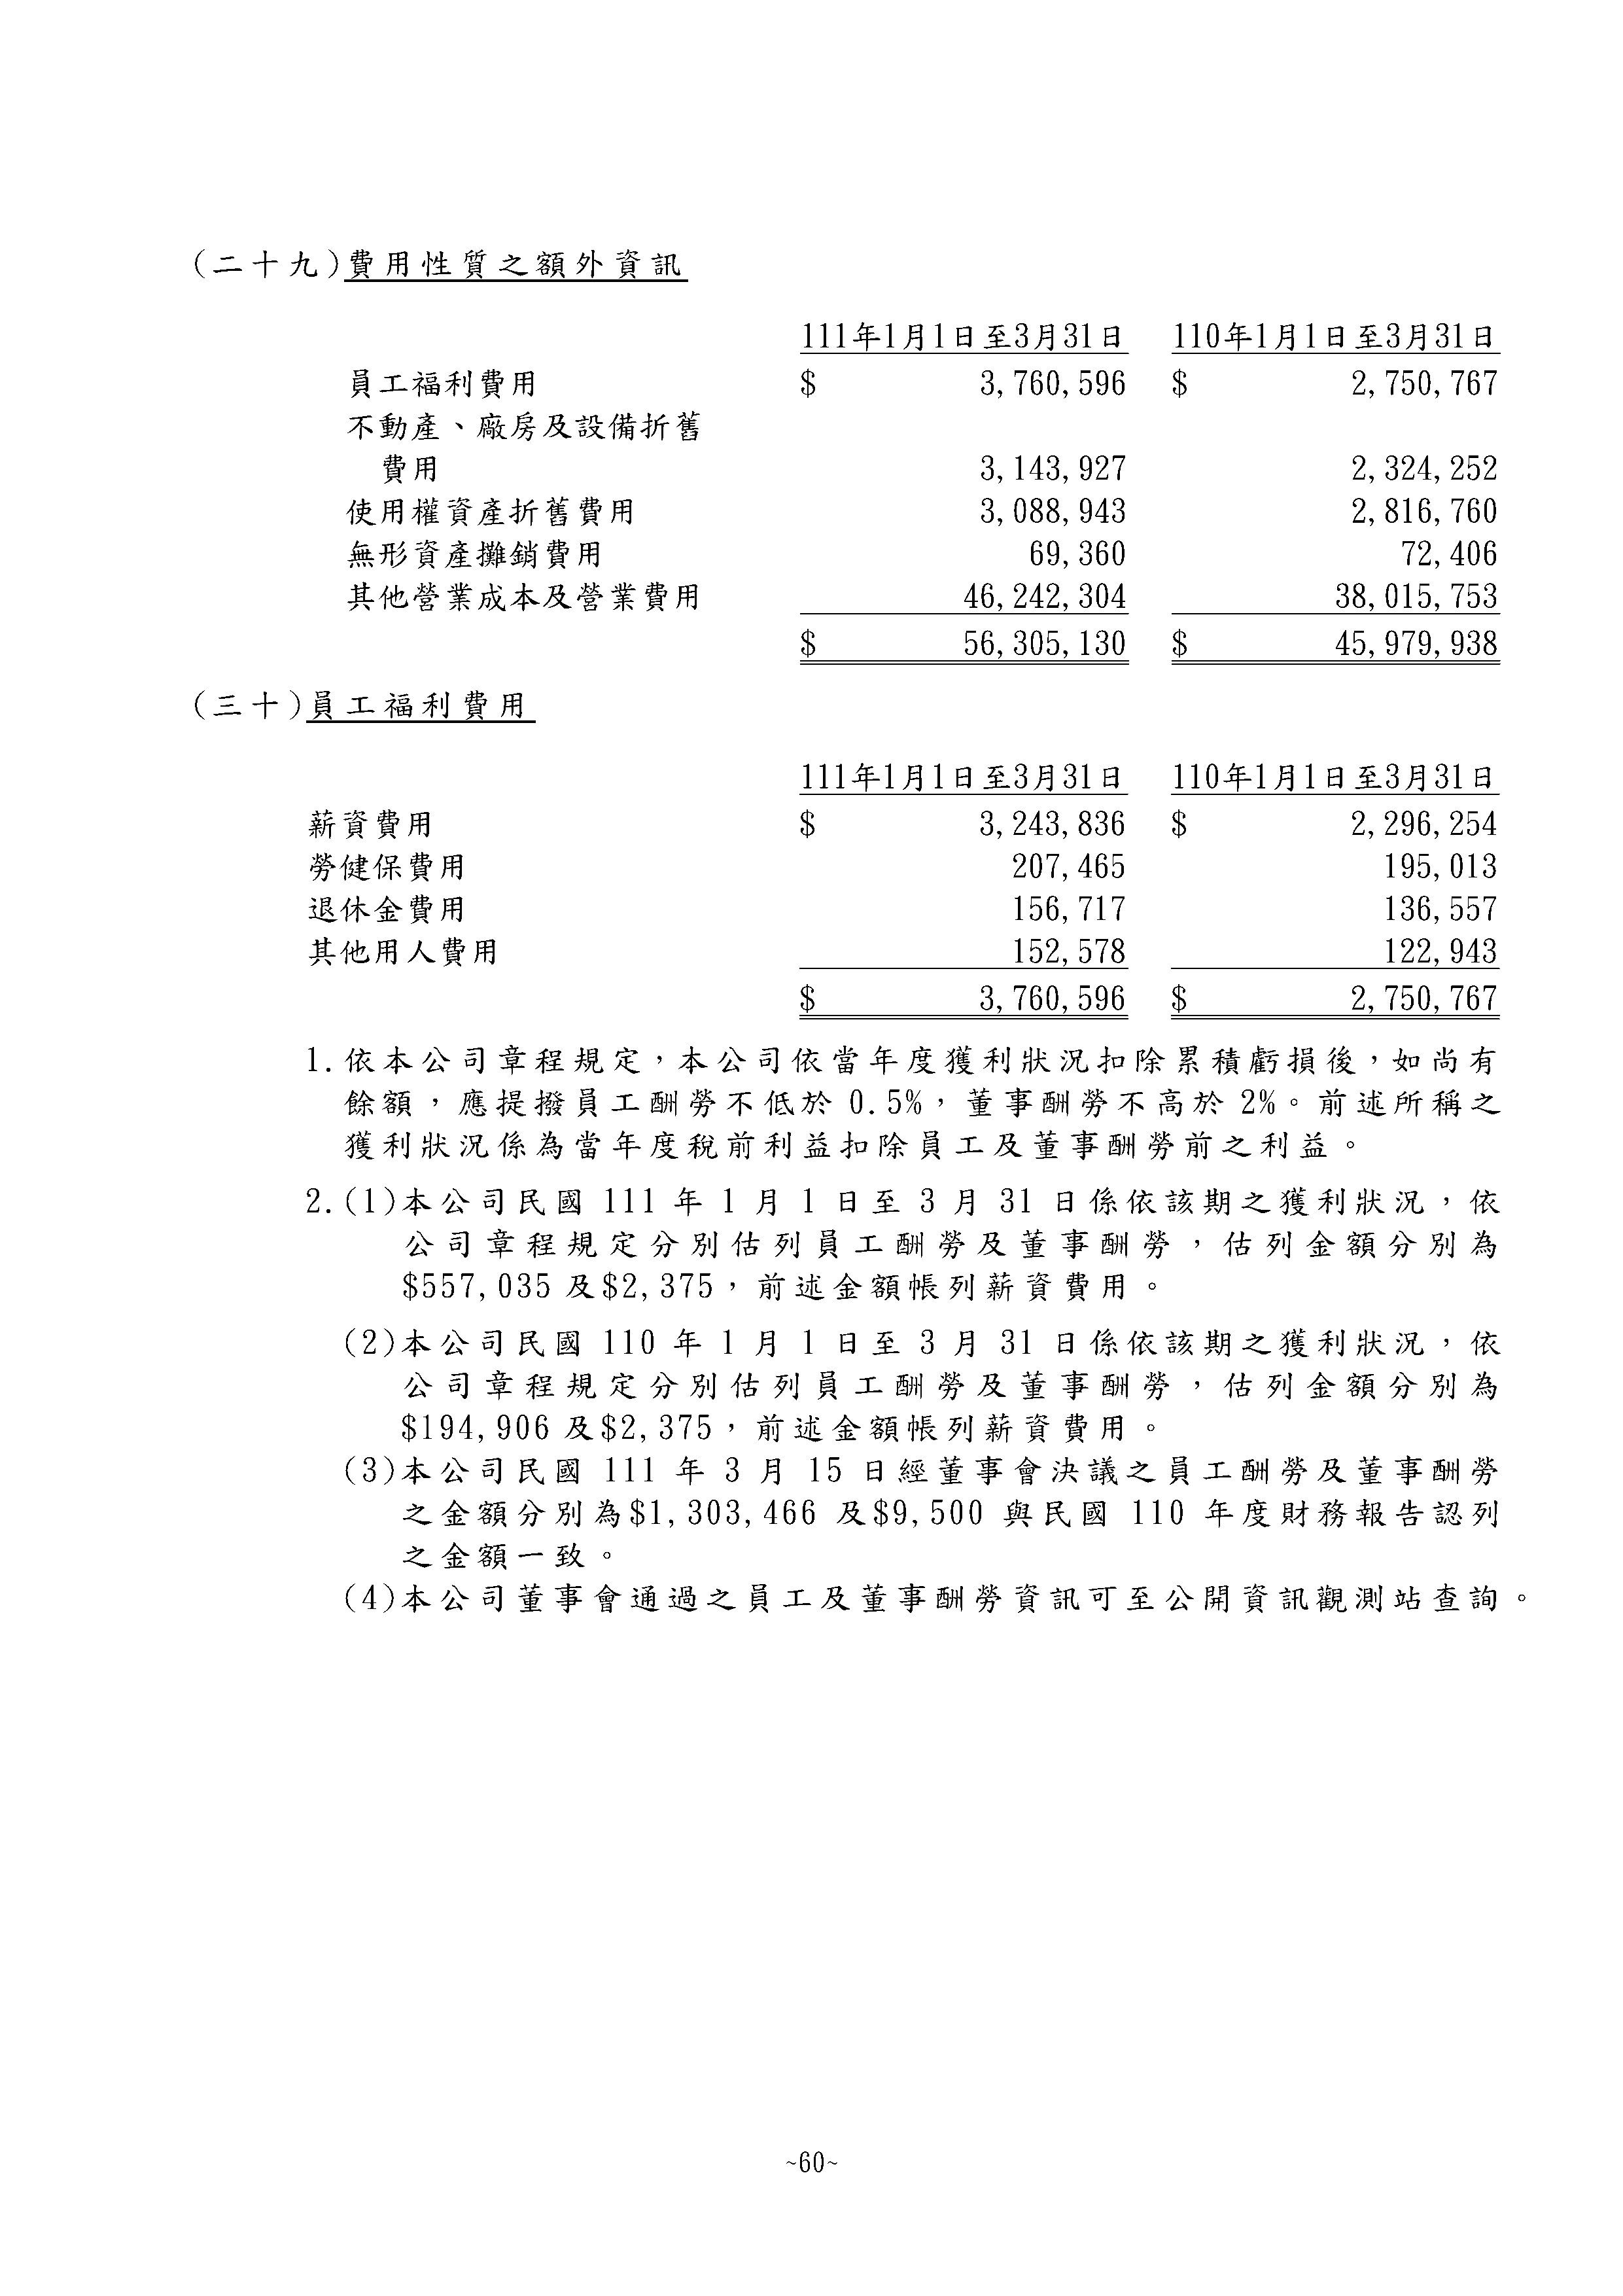 (二十九)費用性質之額外資訊
111年1月1日至3月31日 110年1月1日至3月31日
員工福利費用 $ 3,760,596 $ 2,750,767
不動產、廠房及設備折舊
費用 3,143,927 2,324,252
使用權資產折舊費用 3,088,943 2,816,760
無形資產攤銷費用 69,360 72,406
其他營業成本及營業費用 46,242,304 38,015,753
$ 56,305,130 $ 45,979,938
(三十)員工福利費用
111年1月1日至3月31日 110年1月1日至3月31日
薪資費用 $ 3,243,836 $ 2,296,254
勞健保費用 207,465 195,013
退休金費用 156,717 136,557
其他用人費用 152,578 122,943
$ 3,760,596 $ 2,750,767
1.依本公司章程規定，本公司依當年度獲利狀況扣除累積虧損後，如尚有
餘額，應提撥員工酬勞不低於 0.5%，董事酬勞不高於 2%。前述所稱之
獲利狀況係為當年度稅前利益扣除員工及董事酬勞前之利益。
2.(1)本公司民國 111 年 1 月 1 日至 3 月 31 日係依該期之獲利狀況，依
公司章程規定分別估列員工酬勞及董事酬勞，估列金額分別為
$557,035 及$2,375，前述金額帳列薪資費用。
(2)本公司民國 110 年 1 月 1 日至 3 月 31 日係依該期之獲利狀況，依
公司章程規定分別估列員工酬勞及董事酬勞，估列金額分別為
$194,906 及$2,375，前述金額帳列薪資費用。
(3)本公司民國 111 年 3 月 15 日經董事會決議之員工酬勞及董事酬勞
之金額分別為$1,303,466 及$9,500 與民國 110 年度財務報告認列
之金額一致。
(4)本公司董事會通過之員工及董事酬勞資訊可至公開資訊觀測站查詢。
~60~